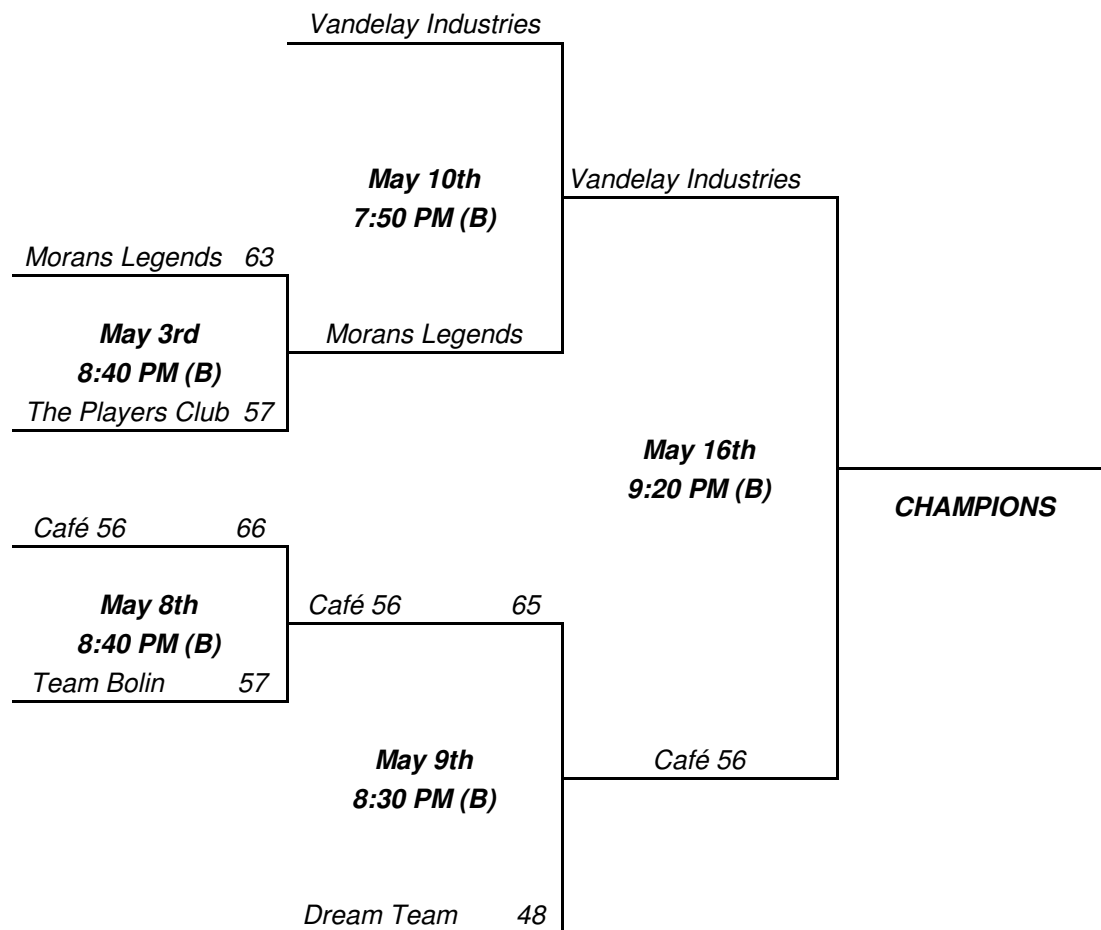 Vandelay Industries
May 10th
7:50 PM (B)
Vandelay Industries
Morans Legends 63
May 3rd
8:40 PM (B)
Morans Legends
The Players Club 57
May 16th
9:20 PM (B)
CHAMPIONS
Café 56 66
May 8th
8:40 PM (B)
Café 56 65
Team Bolin 57
May 9th
8:30 PM (B)
Café 56
Dream Team 48